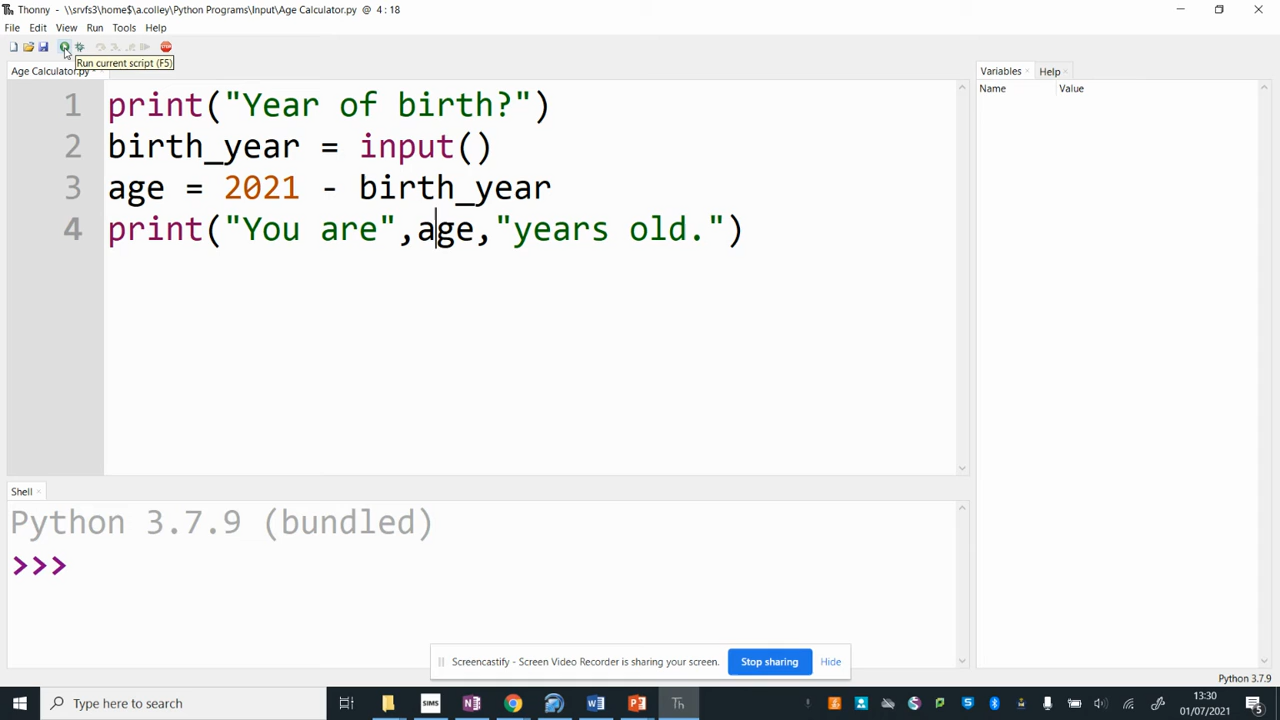 Thonny - \\srvfs3\home$\a.colley\Python Programs\Input\Age Calculator.py @ 4 : 18
File Edit View Run Tools Help
STOP
Run current script (F5)
Age Calculator.py
Variables
Help
Name Value
1 print("Year of birth?")
2 birth_year = input()
3 age = 2021 - birth_year
4 print("You are",age,"years old.")
Shell
Python 3.7.9 (bundled)
>>>
Screencastify - Screen Video Recorder is sharing your screen. Stop sharing Hide
Python 3.7.9
Type here to search
SIMS
Th
13:30
01/07/2021
5